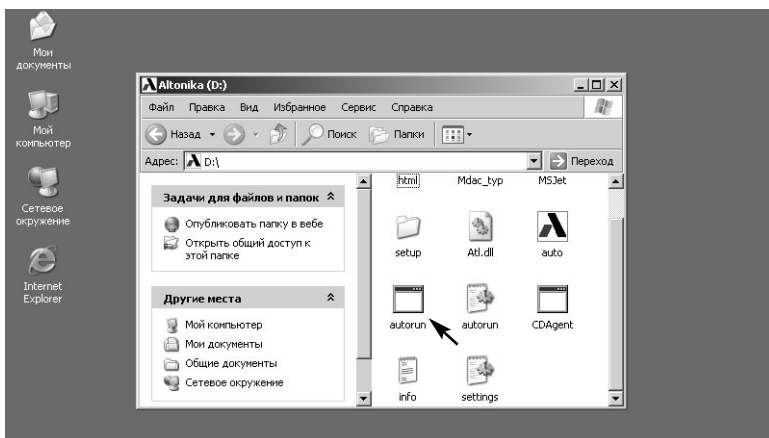 Мои
документы
Мой
компьютер
Сетевое
окружение
Internet
Explorer
Altonika (D:)
Файл Правка Вид Избранное Сервис Справка
Назад Поиск Папки
Адрес: D:\ Переход
Задачи для файлов и папок
Опубликовать папку в вебе
Открыть общий доступ к
этой папке
Другие места
Мой компьютер
Мои документы
Общие документы
Сетевое окружение
html Mdac_typ MSJet
setup Atl.dll auto
autorun autorun CDAgent
info settings